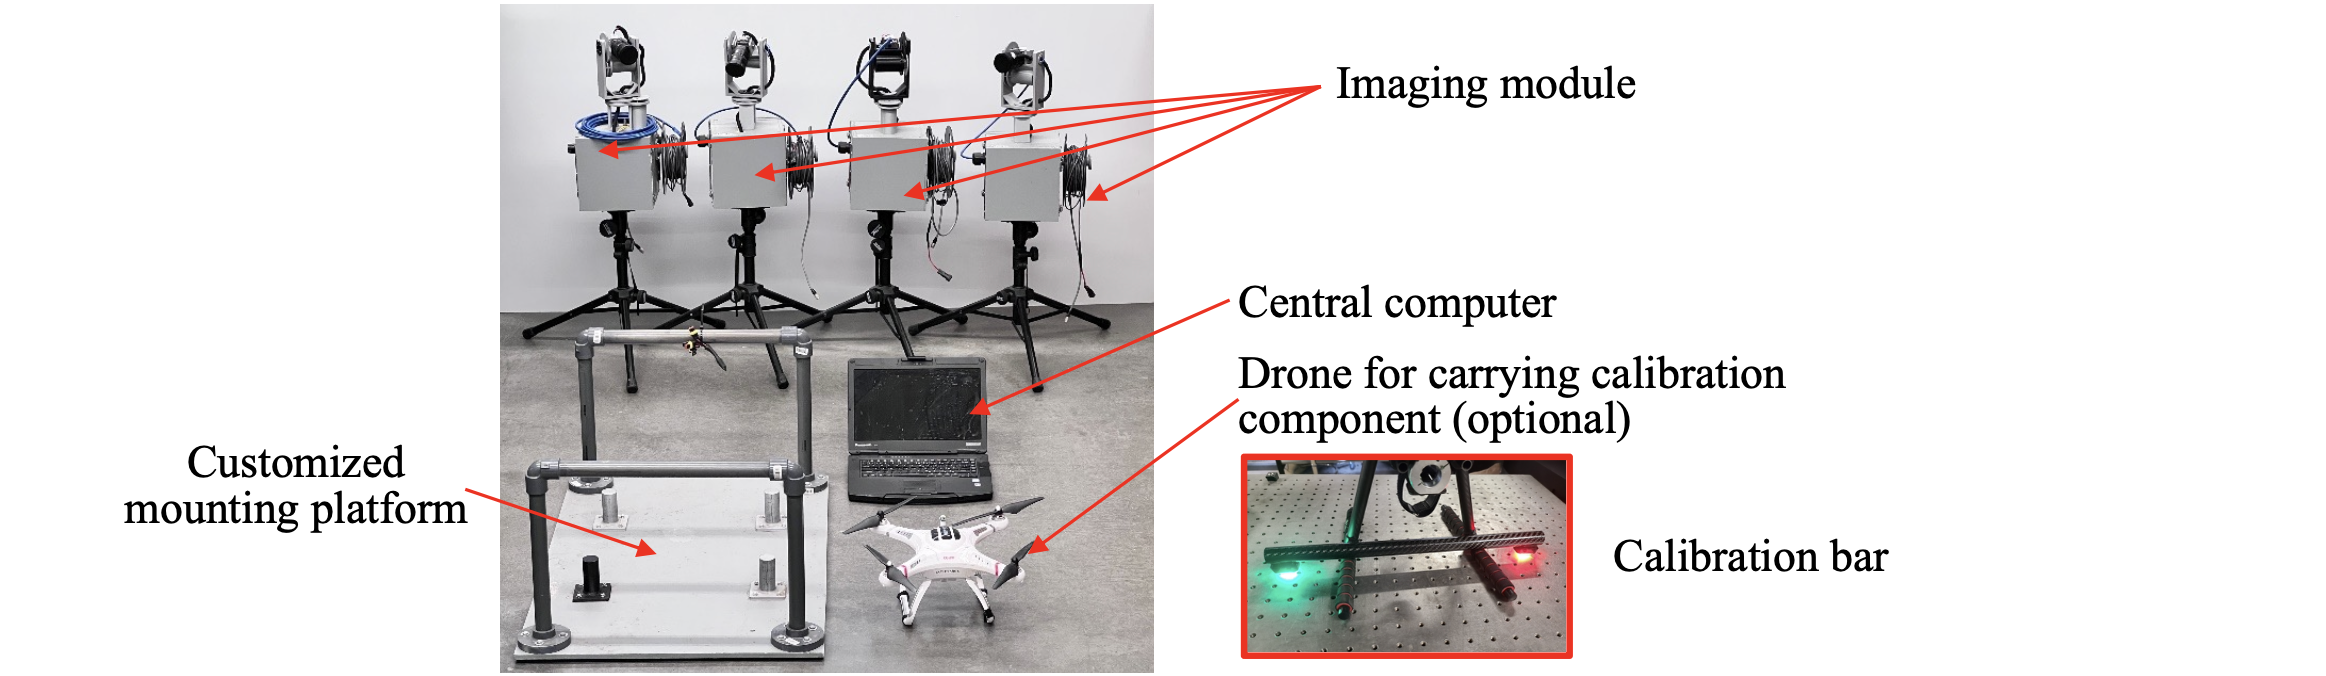 Imaging module
Central computer
Drone for carrying calibration
component (optional)
Customized
mounting platform
Calibration bar